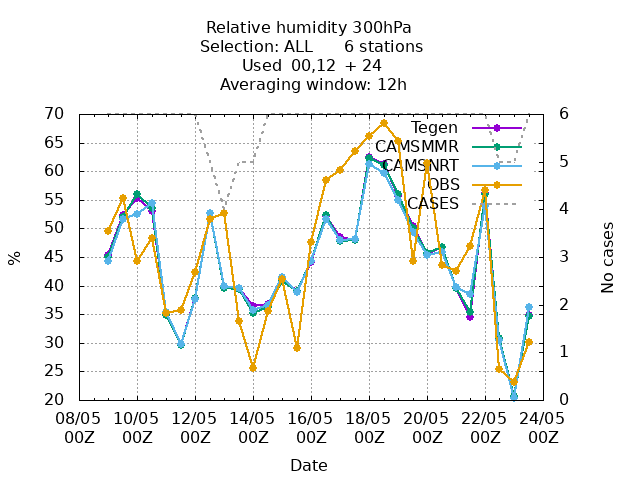 Relative humidity 300hPa
Selection: ALL 6 stations
Used 00,12 + 24
Averaging window: 12h
70 6
Tegen
65
CAMSMMR
60 5
CAMSNRT
55
OBS
50 4
CASES
45 3
40
35 2
30 1
25
20 0
%
No cases
08/05 10/05 12/05 14/05 16/05 18/05 20/05 22/05 24/05
00Z 00Z 00Z 00Z 00Z 00Z 00Z 00Z 00Z
Date